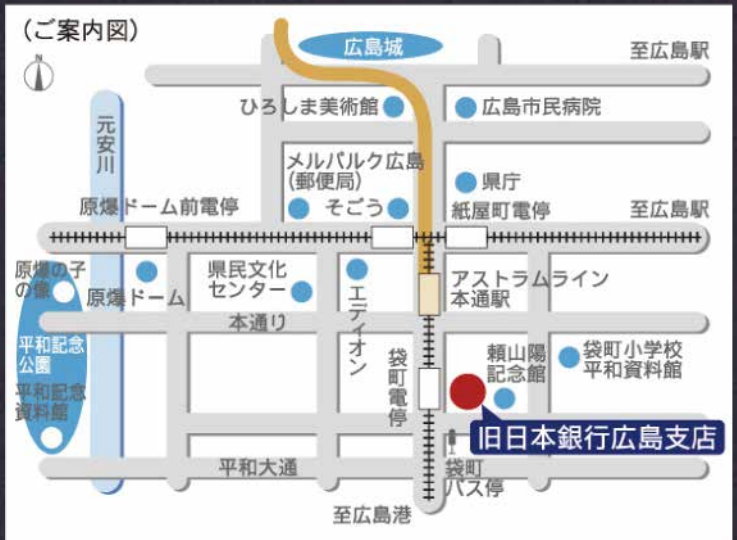 (ご案内図)
N
広島城
至広島駅
ひろしま美術館
広島市民病院
元安川
メルパルク広島
(郵便局)
県庁
原爆ドーム前電停
そごう
紙屋町電停
至広島駅
原爆の子
の像
原爆ドーム
県民文化
センター
エディオン
アストラムライン
本通駅
本通り
平和記念
公園
平和記念
資料館
袋町電停
頼山陽
記念館
袋町小学校
平和資料館
旧日本銀行広島支店
平和大通
袋町
バス停
至広島港